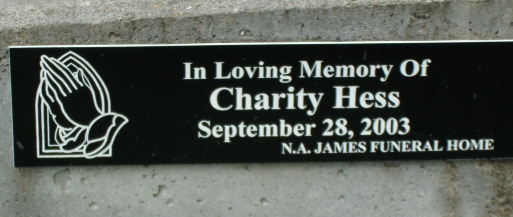 In Loving Memory Of
Charity Hess
September 28, 2003
N.A. JAMES FUNERAL HOME